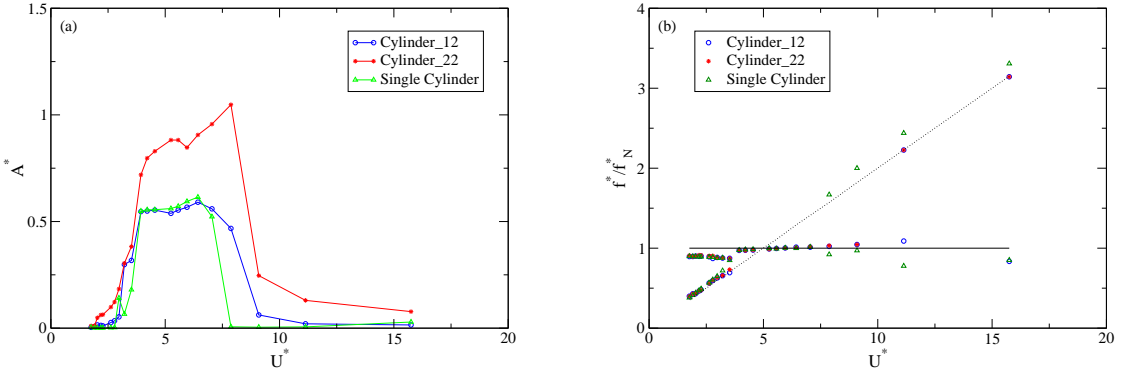 (a)
Cylinder_12
Cylinder_22
Single Cylinder
A*
1.5
1
0.5
0
0 5 10 15 20
U*
(b)
Cylinder_12
Cylinder_22
Single Cylinder
f*/f*N
4
3
2
1
0
0 5 10 15 20
U*